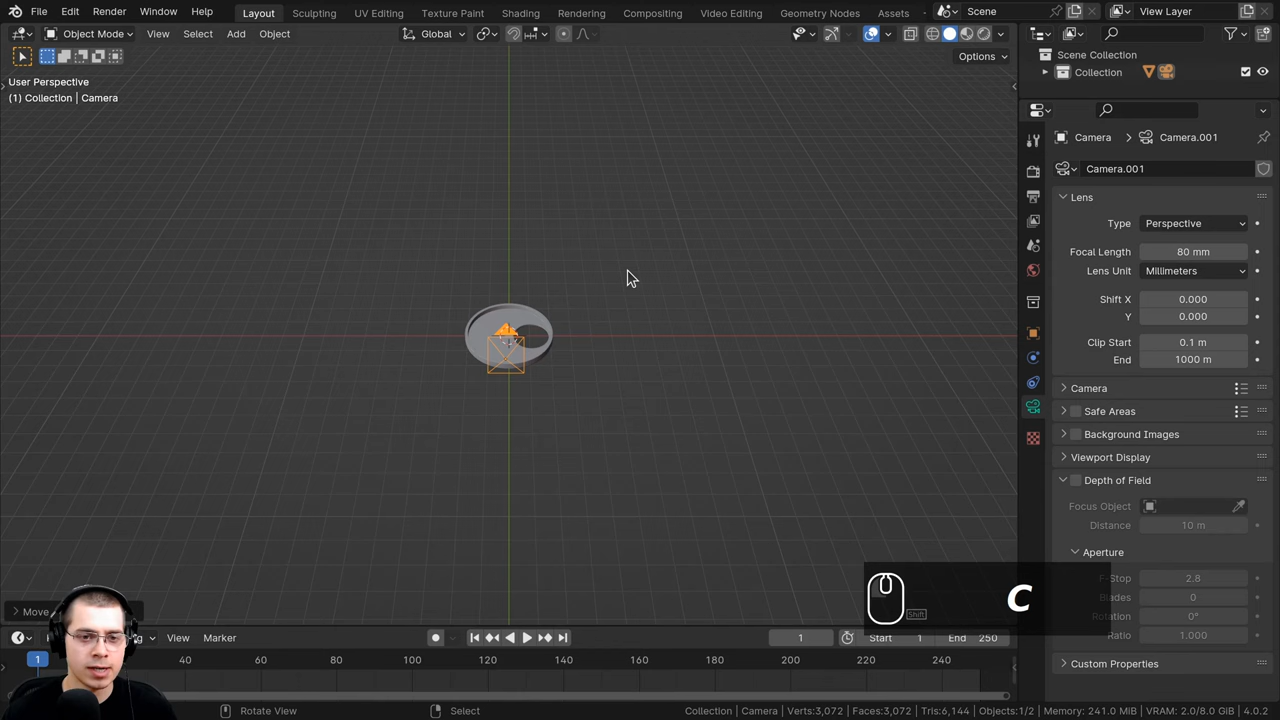 File Edit Render Window Help Layout Sculpting UV Editing Texture Paint Shading Rendering Compositing Video Editing Geometry Nodes Assets Scene View Layer
Object Mode View Select Add Object Global
Options
User Perspective
(1) Collection | Camera
Scene Collection
Collection
Camera Camera.001
Camera.001
Lens
Type Perspective
Focal Length 80 mm
Lens Unit Millimeters
Shift X 0.000
Y 0.000
Clip Start 0.1 m
End 1000 m
Camera
Safe Areas
Background Images
Viewport Display
Depth of Field
Focus Object
Distance 10 m
Aperture
F-Stop 2.8
Blades 0
Rotation 0°
Ratio 1.000
Custom Properties
Shift C
Move
View Marker 1 Start 1 End 250
1 40 60 80 100 120 140 160 180 200 220 240
Rotate View Select Collection | Camera | Verts:3,072 | Faces:3,072 | Tris:6,144 | Objects:1/2 | Memory: 241.0 MiB | VRAM: 2.0/8.0 GiB | 4.0.2